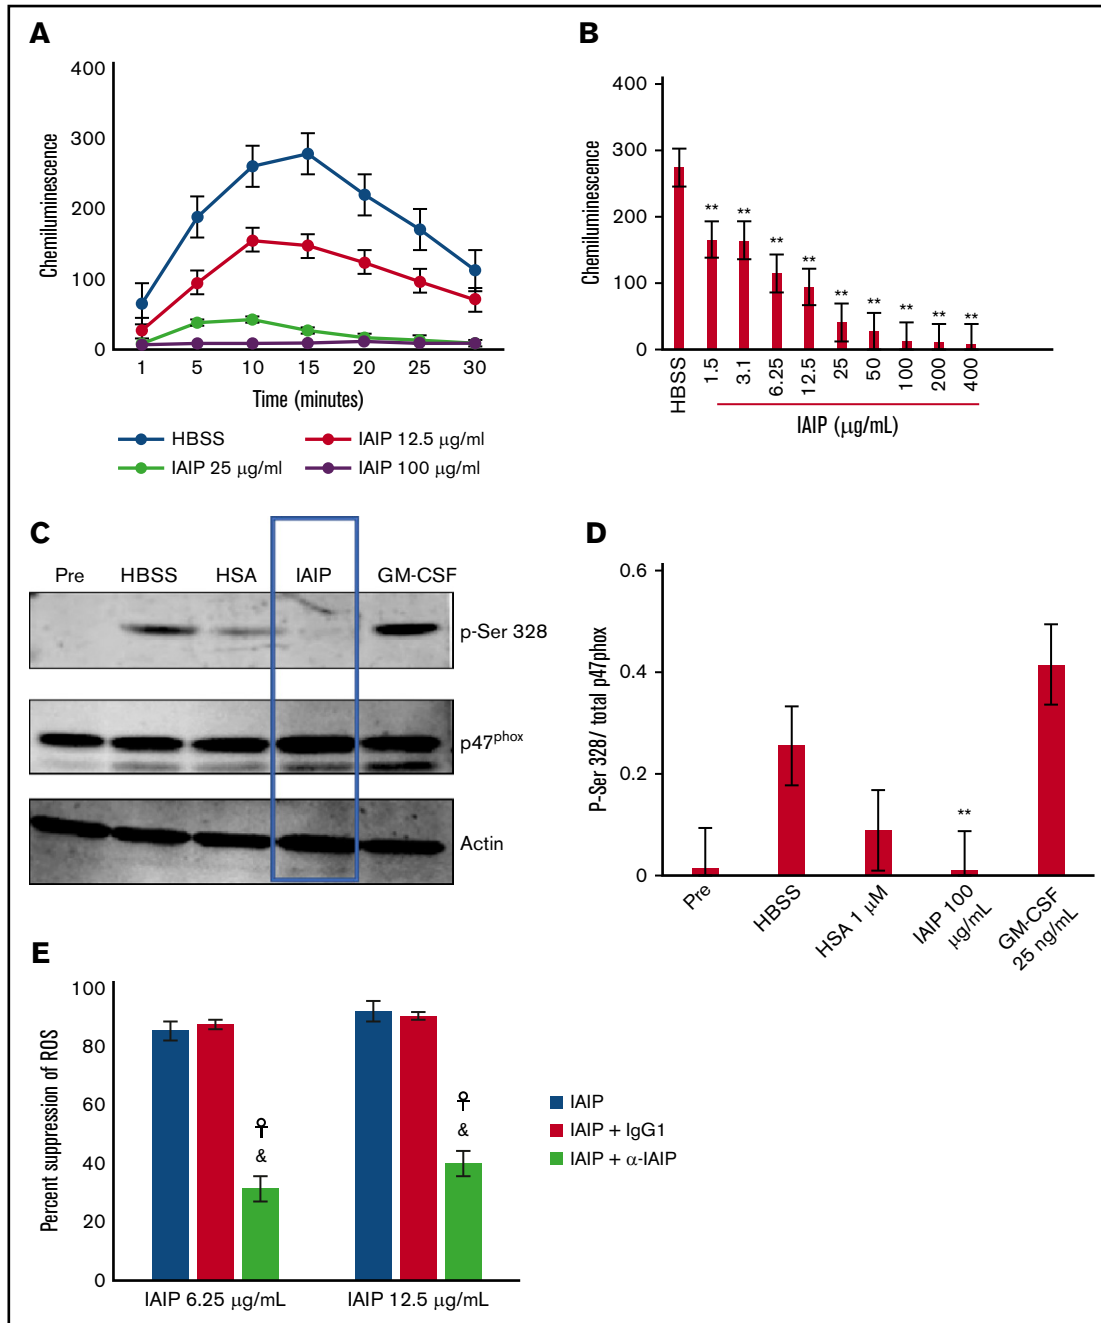 A
Chemiluminescence
400
300
200
100
0
1 5 10 15 20 25 30
Time (minutes)
HBSS
IAIP 12.5 μg/ml
IAIP 25 μg/ml
IAIP 100 μg/ml
B
Chemiluminescence
400
300
200
100
0
** ** ** ** ** ** ** ** **
HBSS 1.5 3.1 6.25 12.5 25 50 100 200 400
IAIP (μg/mL)
C
Pre HBSS HSA IAIP GM-CSF
p-Ser 328
p47phox
Actin
D
P-Ser 328/ total p47phox
0.6
0.4
0.2
0
**
Pre
HBSS
HSA 1 μM
IAIP 100
μg/mL
GM-CSF
25 ng/mL
E
Percent suppression of ROS
100
80
60
40
20
0
&
&
IAIP 6.25 μg/mL
IAIP 12.5 μg/mL
IAIP
IAIP + IgG1
IAIP + α-IAIP